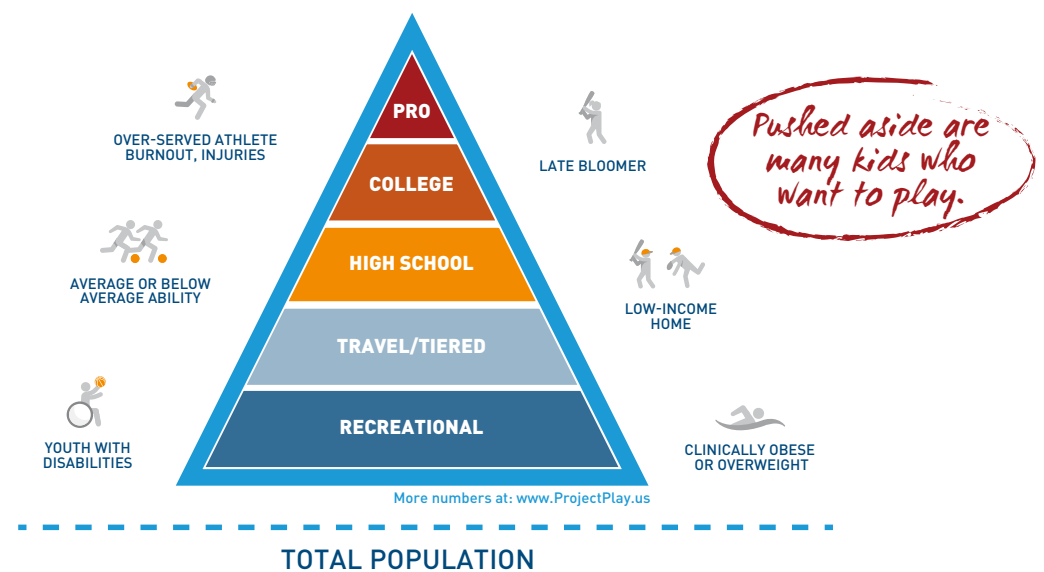 PRO
OVER-SERVED ATHLETE
BURNOUT, INJURIES
LATE BLOOMER
Pushed aside are
many kids who
want to play.
COLLEGE
HIGH SCHOOL
AVERAGE OR BELOW
AVERAGE ABILITY
LOW-INCOME
HOME
TRAVEL/TIERED
RECREATIONAL
YOUTH WITH
DISABILITIES
CLINICALLY OBESE
OR OVERWEIGHT
More numbers at: www.ProjectPlay.us
TOTAL POPULATION